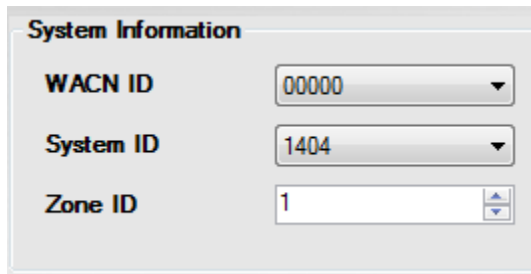 System Information
WACN ID 00000
System ID 1404
Zone ID 1